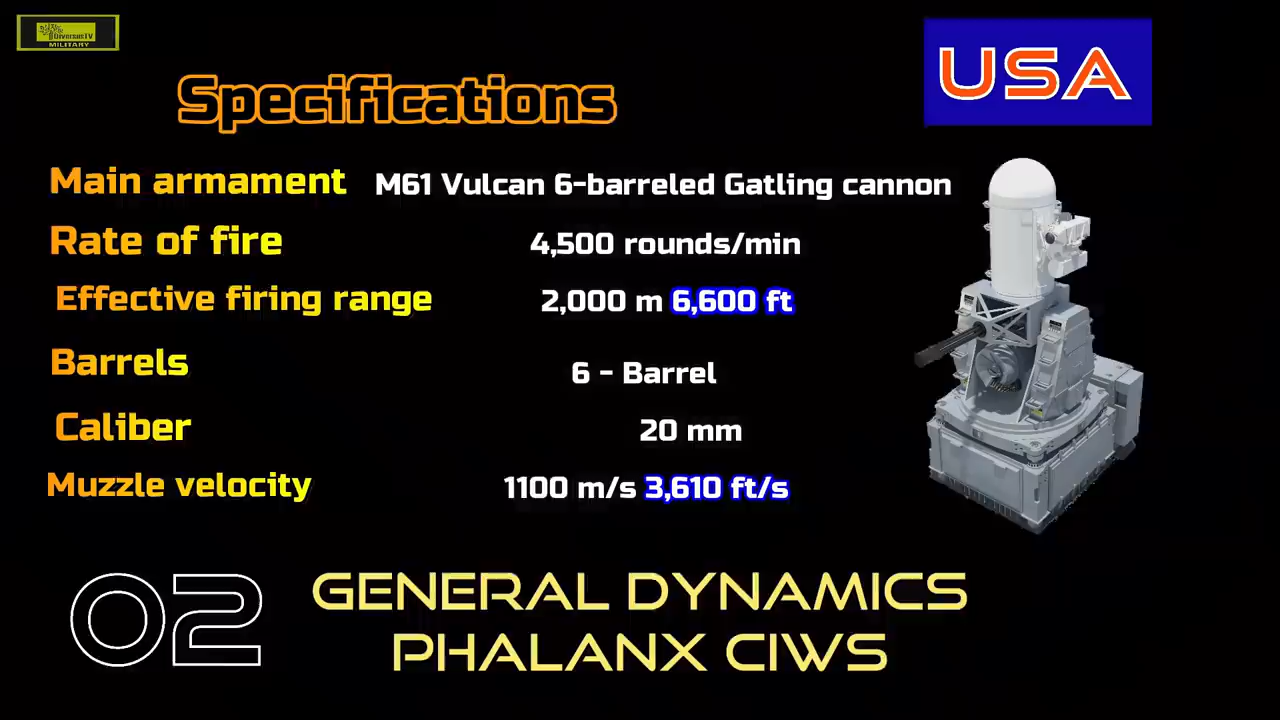 DiverseeTV
MILITARY
USA
Specifications
Main armament M61 Vulcan 6-barreled Gatling cannon
Rate of fire 4,500 rounds/min
Effective firing range 2,000 m 6,600 ft
Barrels 6 - Barrel
Caliber 20 mm
Muzzle velocity 1100 m/s 3,610 ft/s
02 GENERAL DYNAMICS
PHALANX CIWS